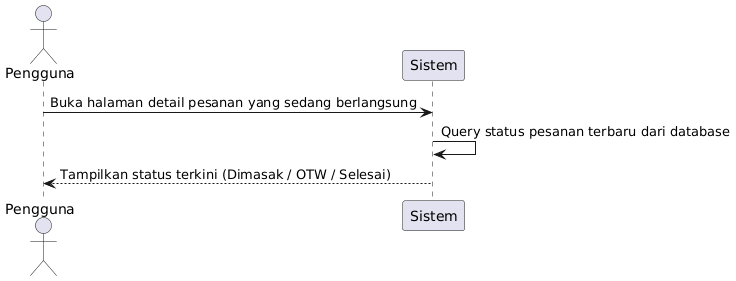 Pengguna
Sistem
Buka halaman detail pesanan yang sedang berlangsung
Query status pesanan terbaru dari database
Tampilkan status terkini (Dimasak / OTW / Selesai)
Pengguna
Sistem